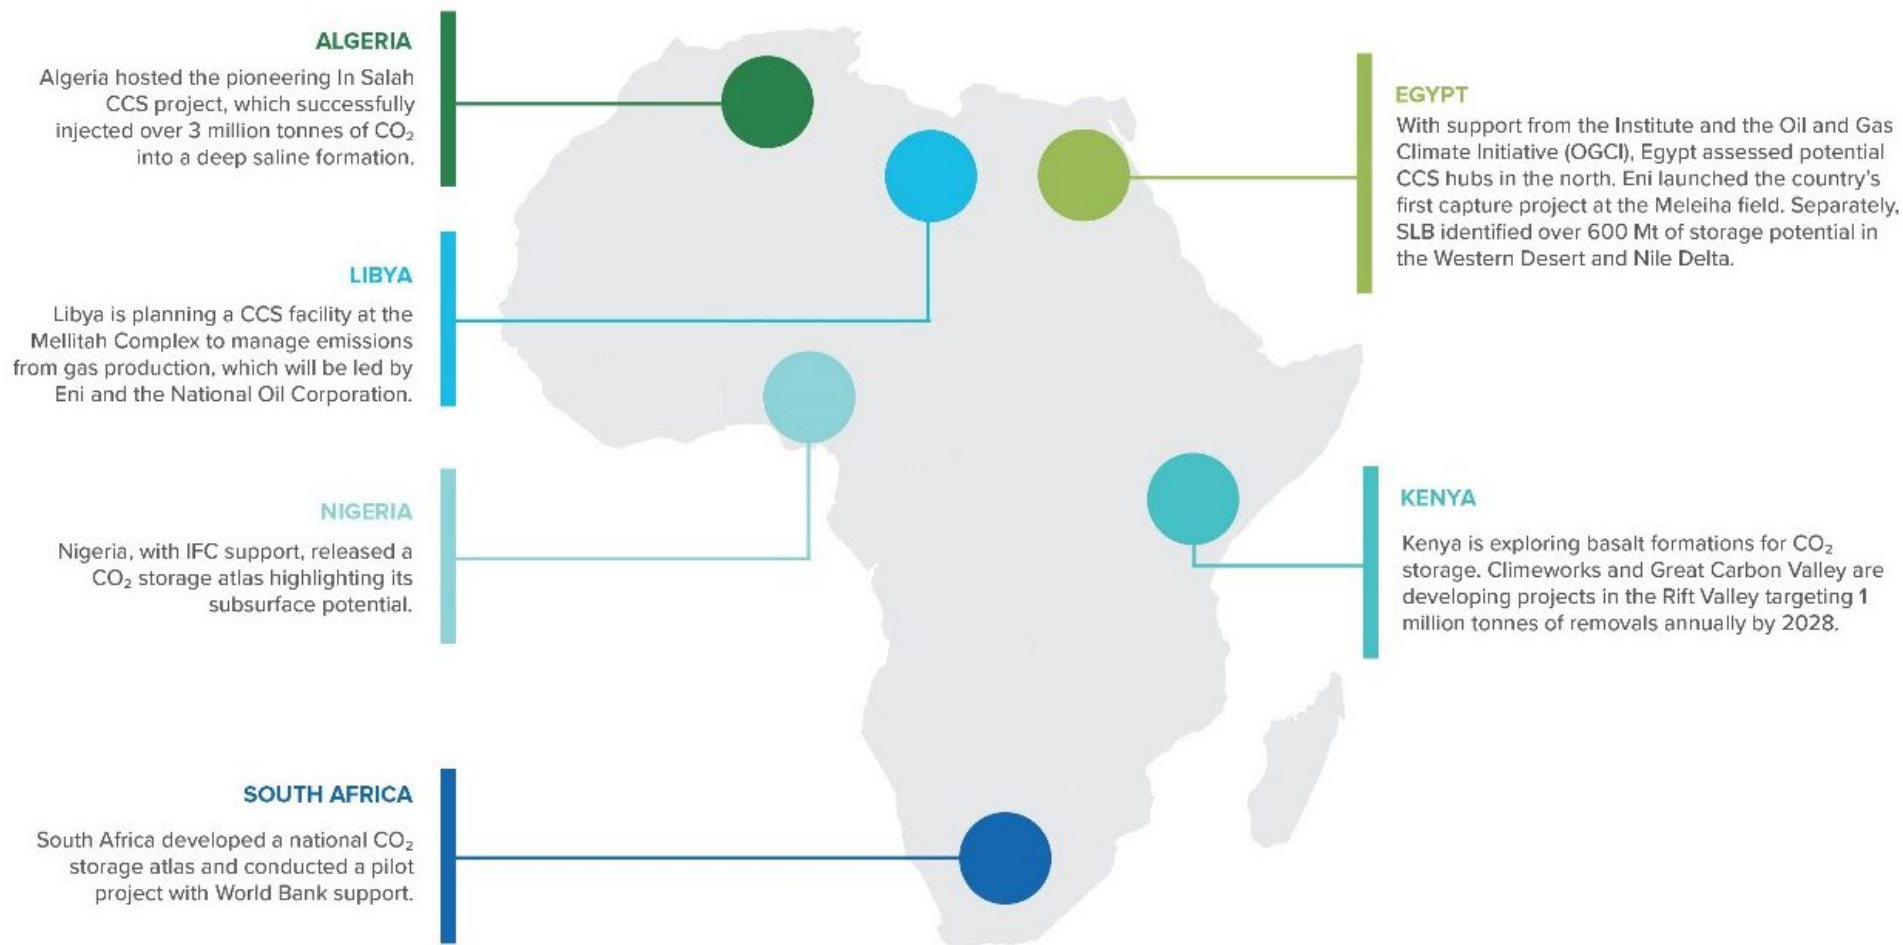 ALGERIA
Algeria hosted the pioneering In Salah
CCS project, which successfully
injected over 3 million tonnes of CO₂
into a deep saline formation.
LIBYA
Libya is planning a CCS facility at the
Mellitah Complex to manage emissions
from gas production, which will be led by
Eni and the National Oil Corporation.
NIGERIA
Nigeria, with IFC support, released a
CO₂ storage atlas highlighting its
subsurface potential.
SOUTH AFRICA
South Africa developed a national CO₂
storage atlas and conducted a pilot
project with World Bank support.
EGYPT
With support from the Institute and the Oil and Gas
Climate Initiative (OGCI), Egypt assessed potential
CCS hubs in the north. Eni launched the country's
first capture project at the Meleiha field. Separately,
SLB identified over 600 Mt of storage potential in
the Western Desert and Nile Delta.
KENYA
Kenya is exploring basalt formations for CO₂
storage. Climeworks and Great Carbon Valley are
developing projects in the Rift Valley targeting 1
million tonnes of removals annually by 2028.